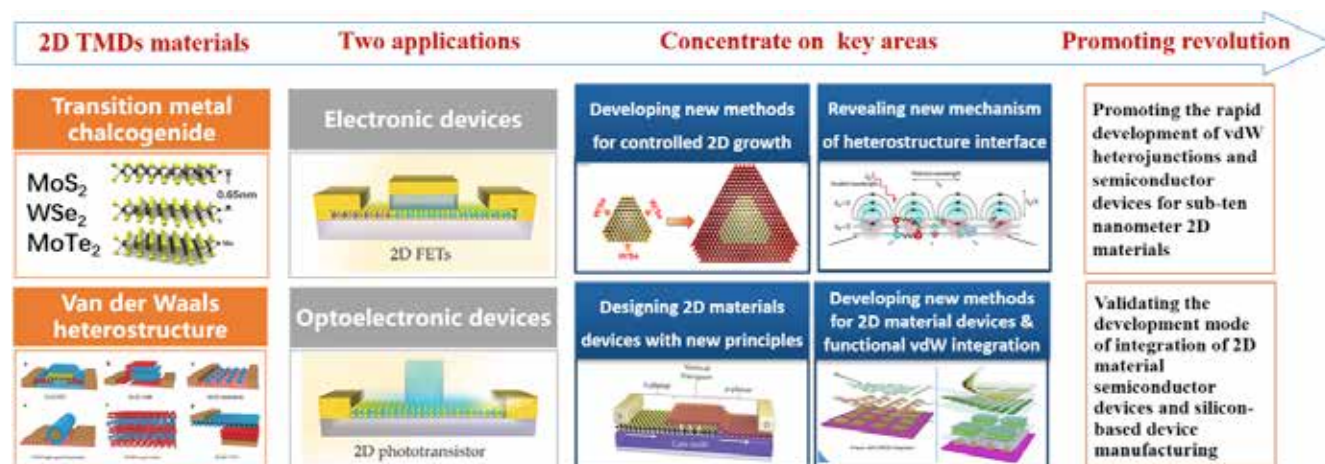 2D TMDs materials
Two applications
Concentrate on key areas
Promoting revolution
Transition metal
chalcogenide
MoS2
WSe2
MoTe2
0.65nm
Electronic devices
2D FETs
Developing new methods
for controlled 2D growth
WSe2
Revealing new mechanism
of heterostructure interface
Promoting the rapid
development of vdW
heterojunctions and
semiconductor
devices for sub-ten
nanometer 2D
materials
Van der Waals
heterostructure
Optoelectronic devices
2D phototransistor
Designing 2D materials
devices with new principles
Developing new methods
for 2D material devices &
functional vdW integration
Validating the
development mode
of integration of 2D
material
semiconductor
devices and silicon-
based device
manufacturing